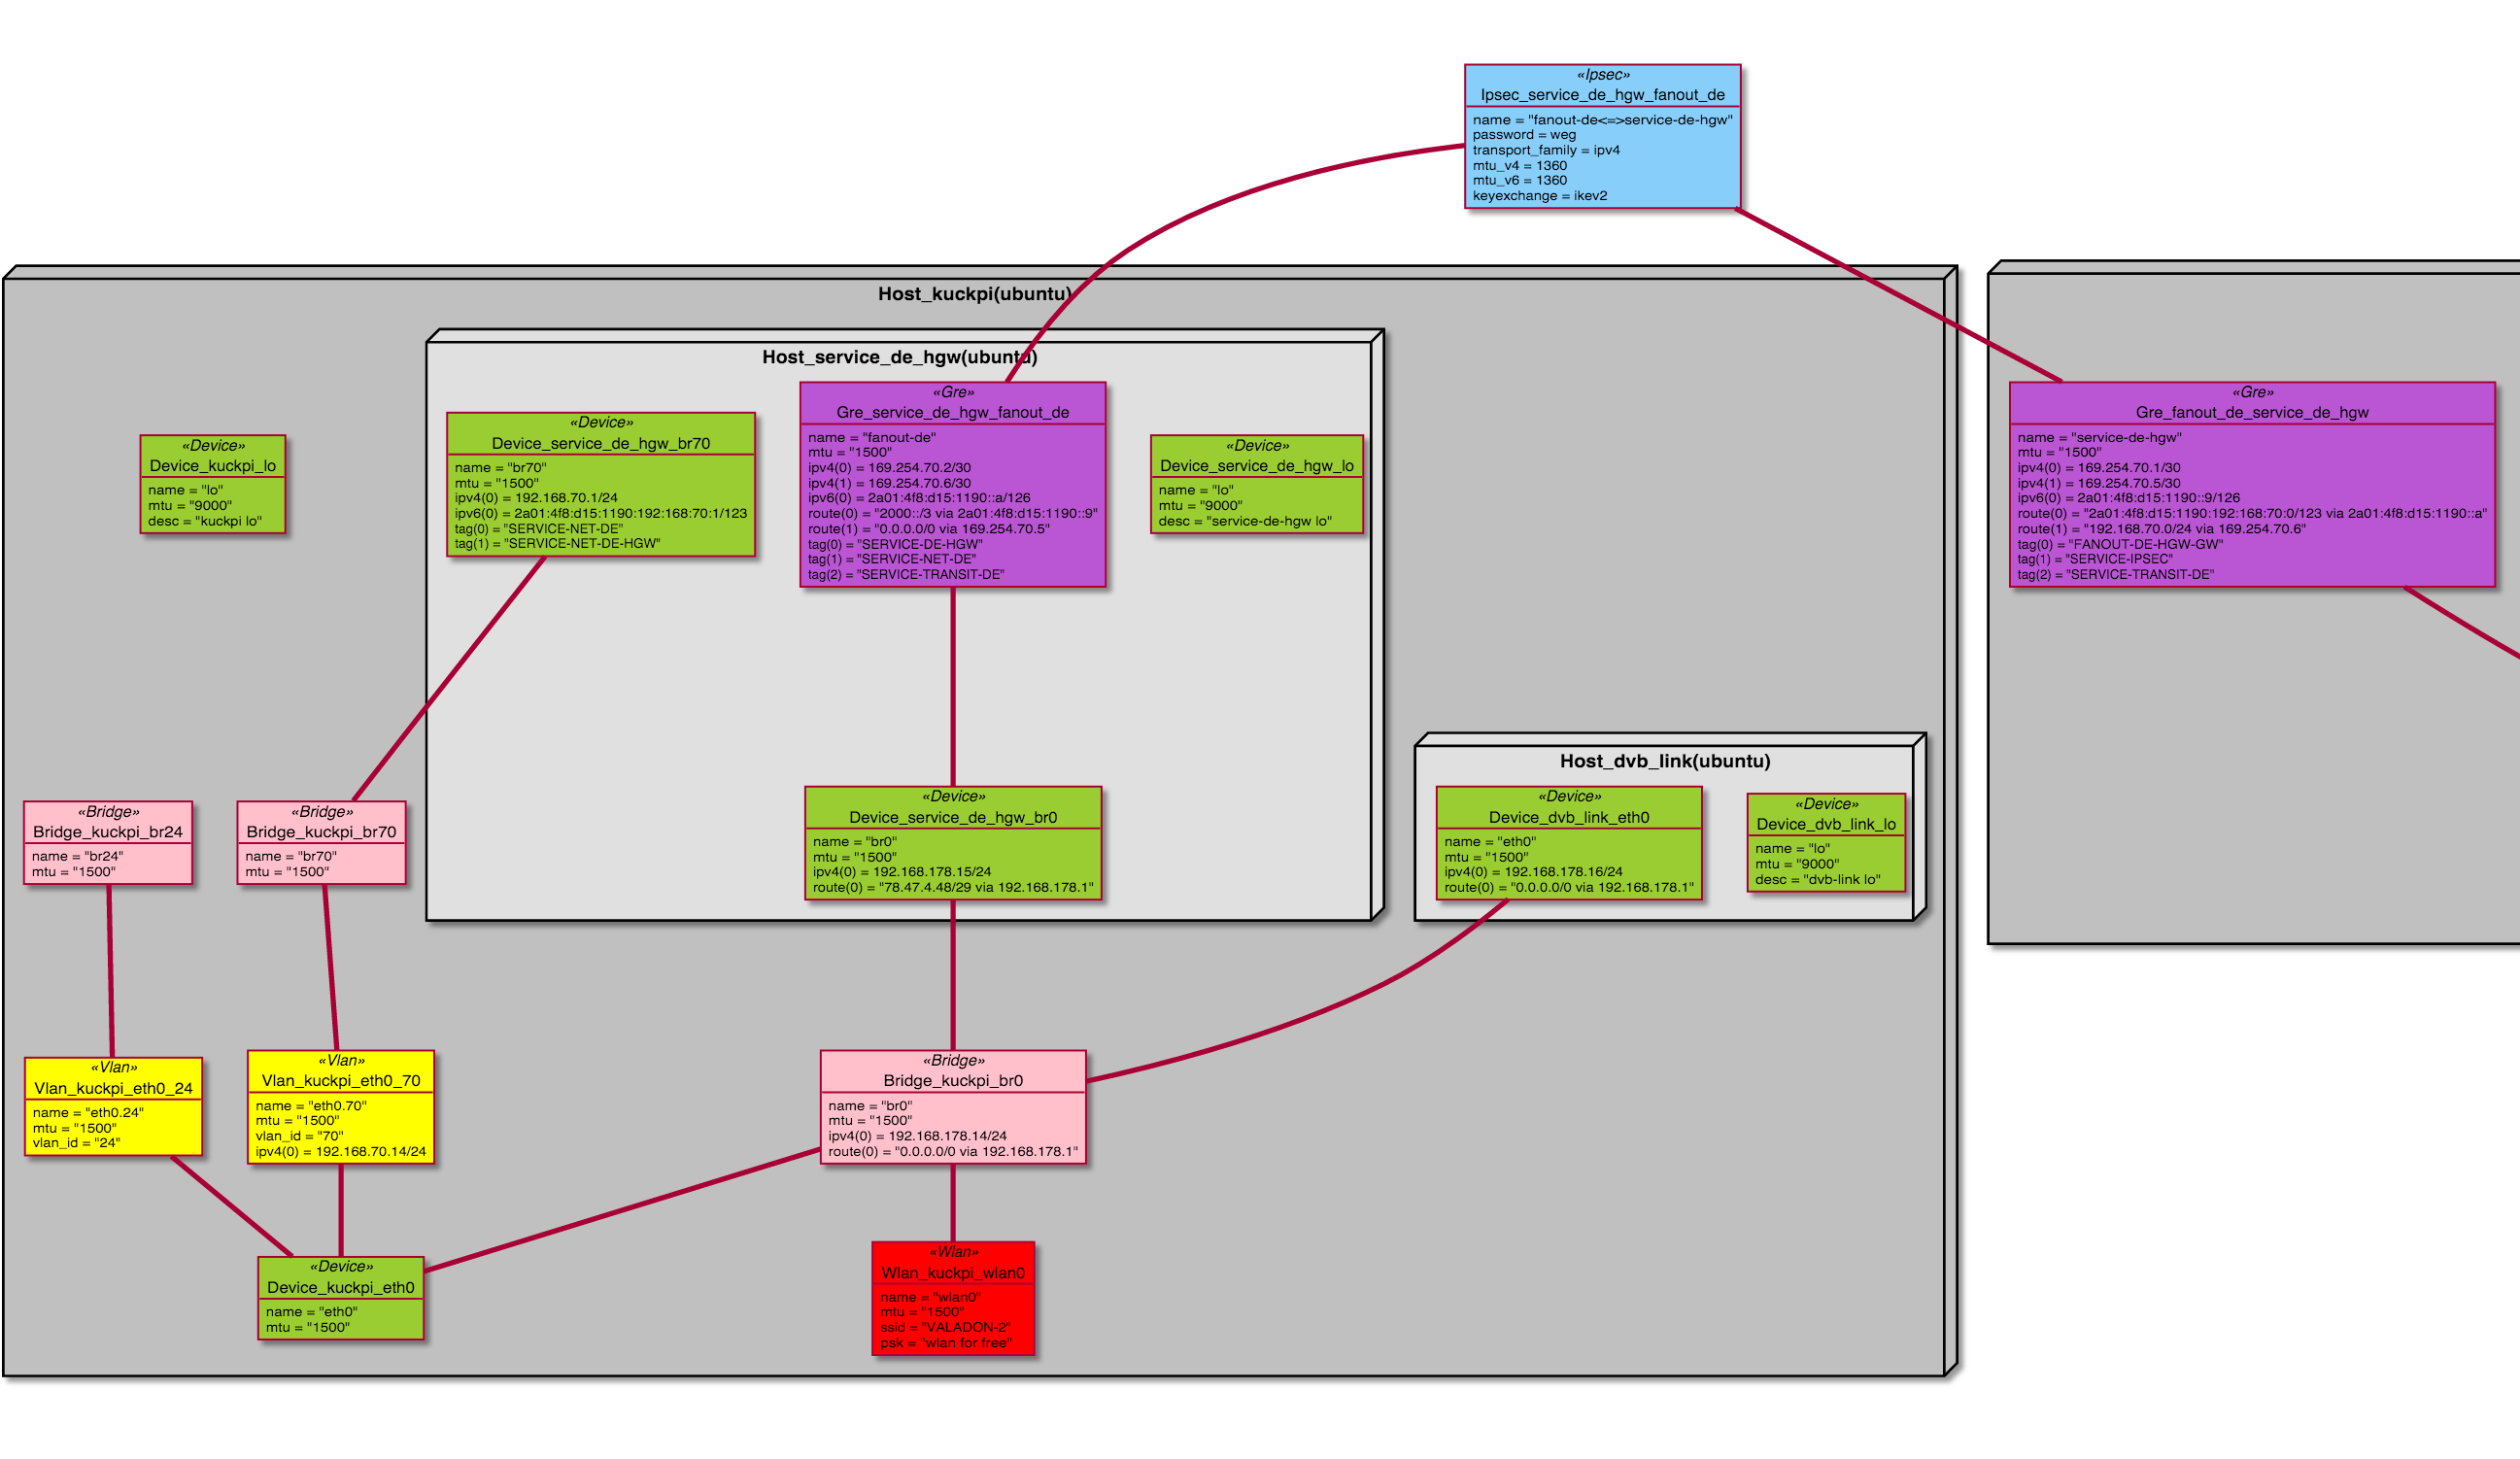 «Ipsec»
Ipsec_service_de_hgw_fanout_de
name = "fanout-de<=>service-de-hgw"
password = weg
transport_family = ipv4
mtu_v4 = 1360
mtu_v6 = 1360
keyexchange = ikev2
Host_kuckpi(ubuntu)
Host_service_de_hgw(ubuntu)
«Device»
Device_kuckpi_lo
name = "lo"
mtu = "9000"
desc = "kuckpi lo"
«Device»
Device_service_de_hgw_br70
name = "br70"
mtu = "1500"
ipv4(0) = 192.168.70.1/24
ipv6(0) = 2a01:4f8:d15:1190:192:168:70:1/123
tag(0) = "SERVICE-NET-DE"
tag(1) = "SERVICE-NET-DE-HGW"
«Gre»
Gre_service_de_hgw_fanout_de
name = "fanout-de"
mtu = "1500"
ipv4(0) = 169.254.70.2/30
ipv4(1) = 169.254.70.6/30
ipv6(0) = 2a01:4f8:d15:1190::a/126
route(0) = "2000::/3 via 2a01:4f8:d15:1190::9"
route(1) = "0.0.0.0/0 via 169.254.70.5"
tag(0) = "SERVICE-DE-HGW"
tag(1) = "SERVICE-NET-DE"
tag(2) = "SERVICE-TRANSIT-DE"
«Device»
Device_service_de_hgw_lo
name = "lo"
mtu = "9000"
desc = "service-de-hgw lo"
«Gre»
Gre_fanout_de_service_de_hgw
name = "service-de-hgw"
mtu = "1500"
ipv4(0) = 169.254.70.1/30
ipv4(1) = 169.254.70.5/30
ipv6(0) = 2a01:4f8:d15:1190::9/126
route(0) = "2a01:4f8:d15:1190:192:168:70:0/123 via 2a01:4f8:d15:1190::a"
route(1) = "192.168.70.0/24 via 169.254.70.6"
tag(0) = "FANOUT-DE-HGW-GW"
tag(1) = "SERVICE-IPSEC"
tag(2) = "SERVICE-TRANSIT-DE"
«Bridge»
Bridge_kuckpi_br24
name = "br24"
mtu = "1500"
«Bridge»
Bridge_kuckpi_br70
name = "br70"
mtu = "1500"
«Device»
Device_service_de_hgw_br0
name = "br0"
mtu = "1500"
ipv4(0) = 192.168.178.15/24
route(0) = "78.47.4.48/29 via 192.168.178.1"
Host_dvb_link(ubuntu)
«Device»
Device_dvb_link_eth0
name = "eth0"
mtu = "1500"
ipv4(0) = 192.168.178.16/24
route(0) = "0.0.0.0/0 via 192.168.178.1"
«Device»
Device_dvb_link_lo
name = "lo"
mtu = "9000"
desc = "dvb-link lo"
«Vlan»
Vlan_kuckpi_eth0_24
name = "eth0.24"
mtu = "1500"
vlan_id = "24"
«Vlan»
Vlan_kuckpi_eth0_70
name = "eth0.70"
mtu = "1500"
vlan_id = "70"
ipv4(0) = 192.168.70.14/24
«Bridge»
Bridge_kuckpi_br0
name = "br0"
mtu = "1500"
ipv4(0) = 192.168.178.14/24
route(0) = "0.0.0.0/0 via 192.168.178.1"
«Device»
Device_kuckpi_eth0
name = "eth0"
mtu = "1500"
«Wlan»
Wlan_kuckpi_wlan0
name = "wlan0"
mtu = "1500"
ssid = "VALADON-2"
psk = "wlan for free"